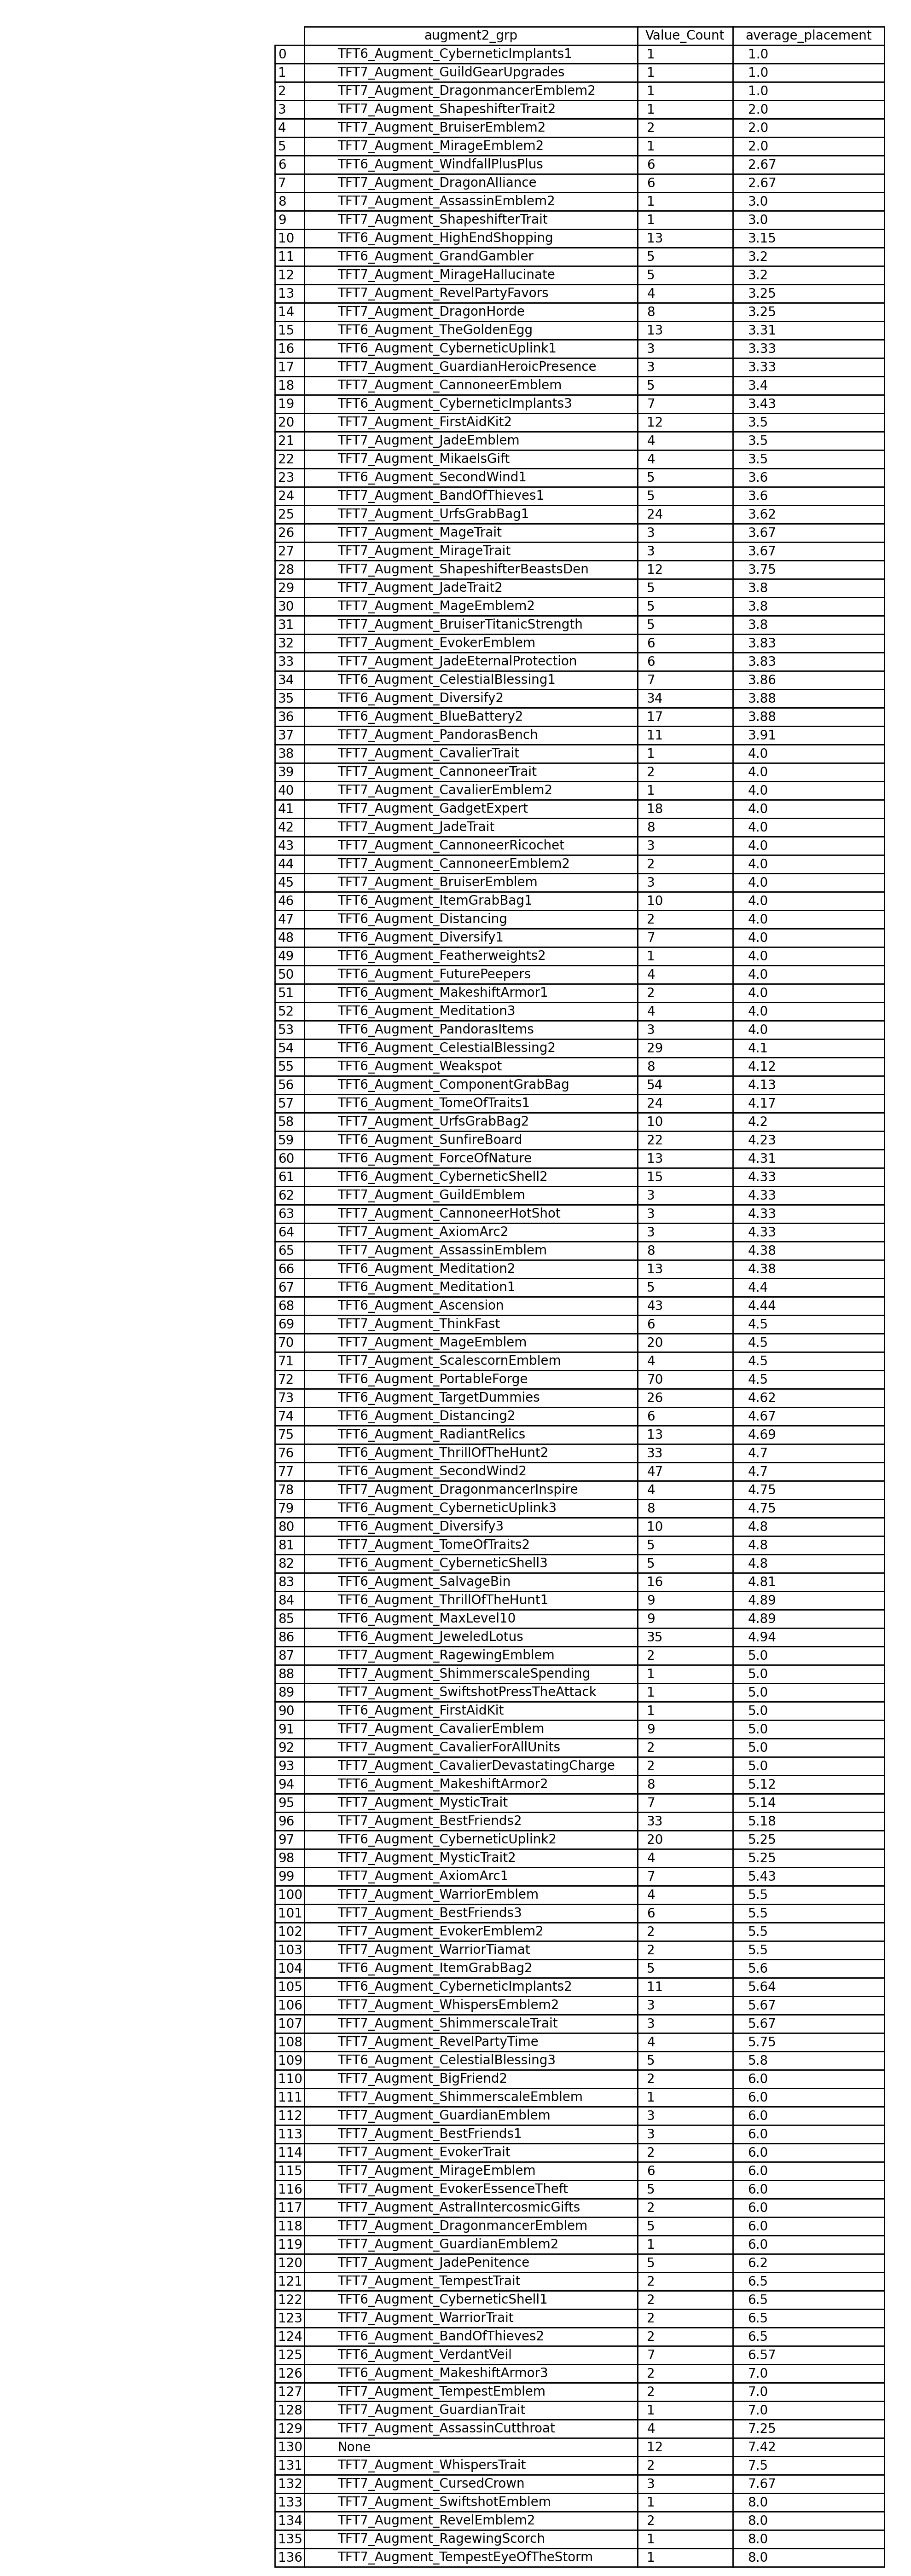 augment2_grp Value_Count average_placement
0 TFT6_Augment_CyberneticImplants1 1 1.0
1 TFT7_Augment_GuildGearUpgrades 1 1.0
2 TFT7_Augment_DragonmancerEmblem2 1 1.0
3 TFT7_Augment_ShapeshifterTrait2 1 2.0
4 TFT7_Augment_BruiserEmblem2 2 2.0
5 TFT7_Augment_MirageEmblem2 1 2.0
6 TFT6_Augment_WindfallPlusPlus 6 2.67
7 TFT7_Augment_DragonAlliance 6 2.67
8 TFT7_Augment_AssassinEmblem2 1 3.0
9 TFT7_Augment_ShapeshifterTrait 1 3.0
10 TFT6_Augment_HighEndShopping 13 3.15
11 TFT6_Augment_GrandGambler 5 3.2
12 TFT7_Augment_MirageHallucinate 5 3.2
13 TFT7_Augment_RevelPartyFavors 4 3.25
14 TFT7_Augment_DragonHorde 8 3.25
15 TFT6_Augment_TheGoldenEgg 13 3.31
16 TFT6_Augment_CyberneticUplink1 3 3.33
17 TFT7_Augment_GuardianHeroicPresence 3 3.33
18 TFT7_Augment_CannoneerEmblem 5 3.4
19 TFT6_Augment_CyberneticImplants3 7 3.43
20 TFT7_Augment_FirstAidKit2 12 3.5
21 TFT7_Augment_JadeEmblem 4 3.5
22 TFT7_Augment_MikaelsGift 4 3.5
23 TFT6_Augment_SecondWind1 5 3.6
24 TFT7_Augment_BandOfThieves1 5 3.6
25 TFT7_Augment_UrfsGrabBag1 24 3.62
26 TFT7_Augment_MageTrait 3 3.67
27 TFT7_Augment_MirageTrait 3 3.67
28 TFT7_Augment_ShapeshifterBeastsDen 12 3.75
29 TFT7_Augment_JadeTrait2 5 3.8
30 TFT7_Augment_MageEmblem2 5 3.8
31 TFT7_Augment_BruiserTitanicStrength 5 3.8
32 TFT7_Augment_EvokerEmblem 6 3.83
33 TFT7_Augment_JadeEternalProtection 6 3.83
34 TFT6_Augment_CelestialBlessing1 7 3.86
35 TFT6_Augment_Diversify2 34 3.88
36 TFT6_Augment_BlueBattery2 17 3.88
37 TFT7_Augment_PandorasBench 11 3.91
38 TFT7_Augment_CavalierTrait 1 4.0
39 TFT7_Augment_CannoneerTrait 2 4.0
40 TFT7_Augment_CavalierEmblem2 1 4.0
41 TFT7_Augment_GadgetExpert 18 4.0
42 TFT7_Augment_JadeTrait 8 4.0
43 TFT7_Augment_CannoneerRicochet 3 4.0
44 TFT7_Augment_CannoneerEmblem2 2 4.0
45 TFT7_Augment_BruiserEmblem 3 4.0
46 TFT6_Augment_ItemGrabBag1 10 4.0
47 TFT6_Augment_Distancing 2 4.0
48 TFT6_Augment_Diversify1 7 4.0
49 TFT6_Augment_Featherweights2 1 4.0
50 TFT6_Augment_FuturePeepers 4 4.0
51 TFT6_Augment_MakeshiftArmor1 2 4.0
52 TFT6_Augment_Meditation3 4 4.0
53 TFT6_Augment_PandorasItems 3 4.0
54 TFT6_Augment_CelestialBlessing2 29 4.1
55 TFT6_Augment_Weakspot 8 4.12
56 TFT6_Augment_ComponentGrabBag 54 4.13
57 TFT6_Augment_TomeOfTraits1 24 4.17
58 TFT7_Augment_UrfsGrabBag2 10 4.2
59 TFT6_Augment_SunfireBoard 22 4.23
60 TFT6_Augment_ForceOfNature 13 4.31
61 TFT6_Augment_CyberneticShell2 15 4.33
62 TFT7_Augment_GuildEmblem 3 4.33
63 TFT7_Augment_CannoneerHotShot 3 4.33
64 TFT7_Augment_AxiomArc2 3 4.33
65 TFT7_Augment_AssassinEmblem 8 4.38
66 TFT6_Augment_Meditation2 13 4.38
67 TFT6_Augment_Meditation1 5 4.4
68 TFT6_Augment_Ascension 43 4.44
69 TFT7_Augment_ThinkFast 6 4.5
70 TFT7_Augment_MageEmblem 20 4.5
71 TFT7_Augment_ScalescornEmblem 4 4.5
72 TFT6_Augment_PortableForge 70 4.5
73 TFT6_Augment_TargetDummies 26 4.62
74 TFT6_Augment_Distancing2 6 4.67
75 TFT6_Augment_RadiantRelics 13 4.69
76 TFT6_Augment_ThrillOfTheHunt2 33 4.7
77 TFT6_Augment_SecondWind2 47 4.7
78 TFT7_Augment_DragonmancerInspire 4 4.75
79 TFT6_Augment_CyberneticUplink3 8 4.75
80 TFT6_Augment_Diversify3 10 4.8
81 TFT7_Augment_TomeOfTraits2 5 4.8
82 TFT6_Augment_CyberneticShell3 5 4.8
83 TFT6_Augment_SalvageBin 16 4.81
84 TFT6_Augment_ThrillOfTheHunt1 9 4.89
85 TFT6_Augment_MaxLevel10 9 4.89
86 TFT6_Augment_JeweledLotus 35 4.94
87 TFT7_Augment_RagewingEmblem 2 5.0
88 TFT7_Augment_ShimmerscaleSpending 1 5.0
89 TFT7_Augment_SwiftshotPressTheAttack 1 5.0
90 TFT6_Augment_FirstAidKit 1 5.0
91 TFT7_Augment_CavalierEmblem 9 5.0
92 TFT7_Augment_CavalierForAllUnits 2 5.0
93 TFT7_Augment_CavalierDevastatingCharge 2 5.0
94 TFT6_Augment_MakeshiftArmor2 8 5.12
95 TFT7_Augment_MysticTrait 7 5.14
96 TFT7_Augment_BestFriends2 33 5.18
97 TFT6_Augment_CyberneticUplink2 20 5.25
98 TFT7_Augment_MysticTrait2 4 5.25
99 TFT7_Augment_AxiomArc1 7 5.43
100 TFT7_Augment_WarriorEmblem 4 5.5
101 TFT7_Augment_BestFriends3 6 5.5
102 TFT7_Augment_EvokerEmblem2 2 5.5
103 TFT7_Augment_WarriorTiamat 2 5.5
104 TFT6_Augment_ItemGrabBag2 5 5.6
105 TFT6_Augment_CyberneticImplants2 11 5.64
106 TFT7_Augment_WhispersEmblem2 3 5.67
107 TFT7_Augment_ShimmerscaleTrait 3 5.67
108 TFT7_Augment_RevelPartyTime 4 5.75
109 TFT6_Augment_CelestialBlessing3 5 5.8
110 TFT7_Augment_BigFriend2 2 6.0
111 TFT7_Augment_ShimmerscaleEmblem 1 6.0
112 TFT7_Augment_GuardianEmblem 3 6.0
113 TFT7_Augment_BestFriends1 3 6.0
114 TFT7_Augment_EvokerTrait 2 6.0
115 TFT7_Augment_MirageEmblem 6 6.0
116 TFT7_Augment_EvokerEssenceTheft 5 6.0
117 TFT7_Augment_AstralIntercosmicGifts 2 6.0
118 TFT7_Augment_DragonmancerEmblem 5 6.0
119 TFT7_Augment_GuardianEmblem2 1 6.0
120 TFT7_Augment_JadePenitence 5 6.2
121 TFT7_Augment_TempestTrait 2 6.5
122 TFT6_Augment_CyberneticShell1 2 6.5
123 TFT7_Augment_WarriorTrait 2 6.5
124 TFT6_Augment_BandOfThieves2 2 6.5
125 TFT6_Augment_VerdantVeil 7 6.57
126 TFT6_Augment_MakeshiftArmor3 2 7.0
127 TFT7_Augment_TempestEmblem 2 7.0
128 TFT7_Augment_GuardianTrait 1 7.0
129 TFT7_Augment_AssassinCutthroat 4 7.25
130 None 12 7.42
131 TFT7_Augment_WhispersTrait 2 7.5
132 TFT7_Augment_CursedCrown 3 7.67
133 TFT7_Augment_SwiftshotEmblem 1 8.0
134 TFT7_Augment_RevelEmblem2 2 8.0
135 TFT7_Augment_RagewingScorch 1 8.0
136 TFT7_Augment_TempestEyeOfTheStorm 1 8.0